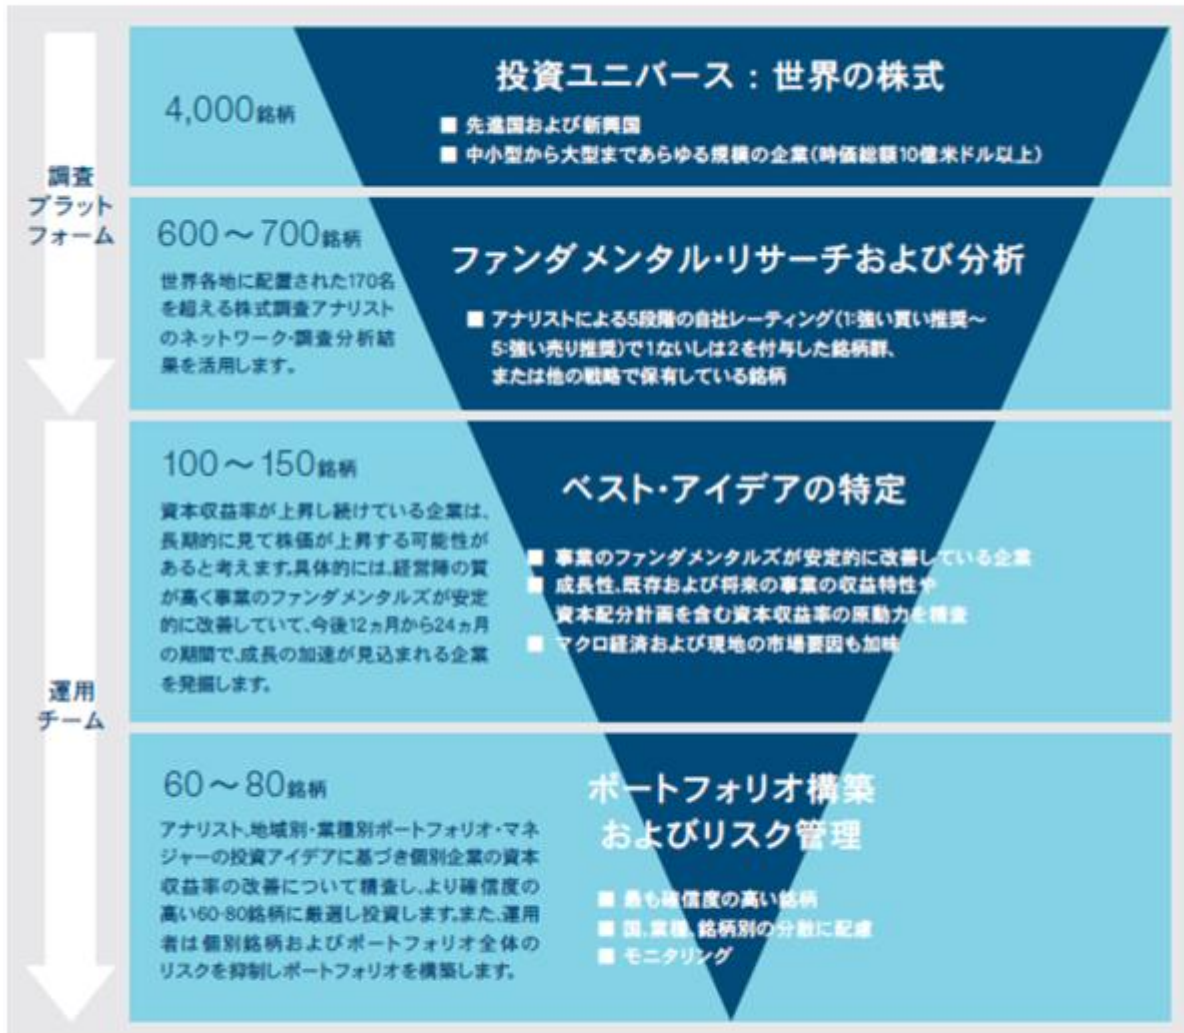 調査
プラット
フォーム
4,000銘柄
投資ユニバース：世界の株式
■ 先進国および新興国
■ 中小型から大型まであらゆる規模の企業（時価総額10億米ドル以上）
600～700銘柄
世界各地に配置された170名
を超える株式調査アナリスト
のネットワーク・調査分析結
果を活用します。
ファンダメンタル・リサーチおよび分析
■ アナリストによる5段階の自社レーティング（1:強い買い推奨～
5:強い売り推奨）で1ないしは2を付与した銘柄群、
または他の戦略で保有している銘柄
運用
チーム
100～150銘柄
資本収益率が上昇し続けている企業は、
長期的に見て株価が上昇する可能性が
あると考えます。具体的には、経営陣の質
が高く事業のファンダメンタルズが安定
的に改善していて、今後12ヵ月から24ヵ月
の期間で、成長の加速が見込まれる企業
を発掘します。
ベスト・アイデアの特定
■ 事業のファンダメンタルズが安定的に改善している企業
■ 成長性、既存および将来の事業の収益特性や
資本配分計画を含む資本収益率の原動力を精査
■ マクロ経済および現地の市場要因も加味
60～80銘柄
アナリスト、地域別・業種別ポートフォリオ・マネ
ジャーの投資アイデアに基づき個別企業の資本
収益率の改善について精査し、より確信度の
高い60-80銘柄に厳選し投資します。また、運用
者は個別銘柄およびポートフォリオ全体の
リスクを抑制しポートフォリオを構築します。
ポートフォリオ構築
およびリスク管理
■ 最も確信度の高い銘柄
■ 国、業種、銘柄別の分散に配慮
■ モニタリング